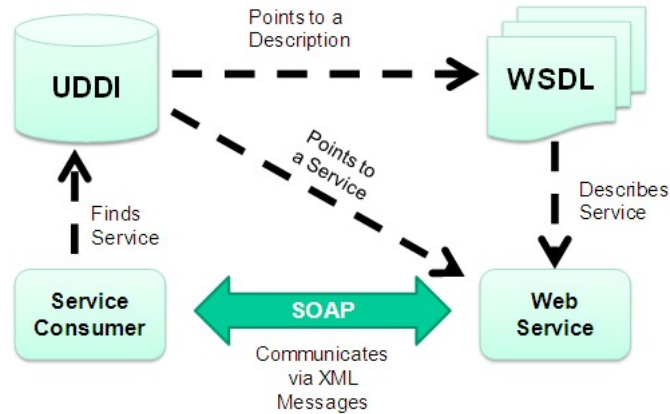 Points to a
Description
UDDI
WSDL
Points to
a Service
Finds
Service
Describes
Service
Service
Consumer
SOAP
Web
Service
Communicates
via XML
Messages